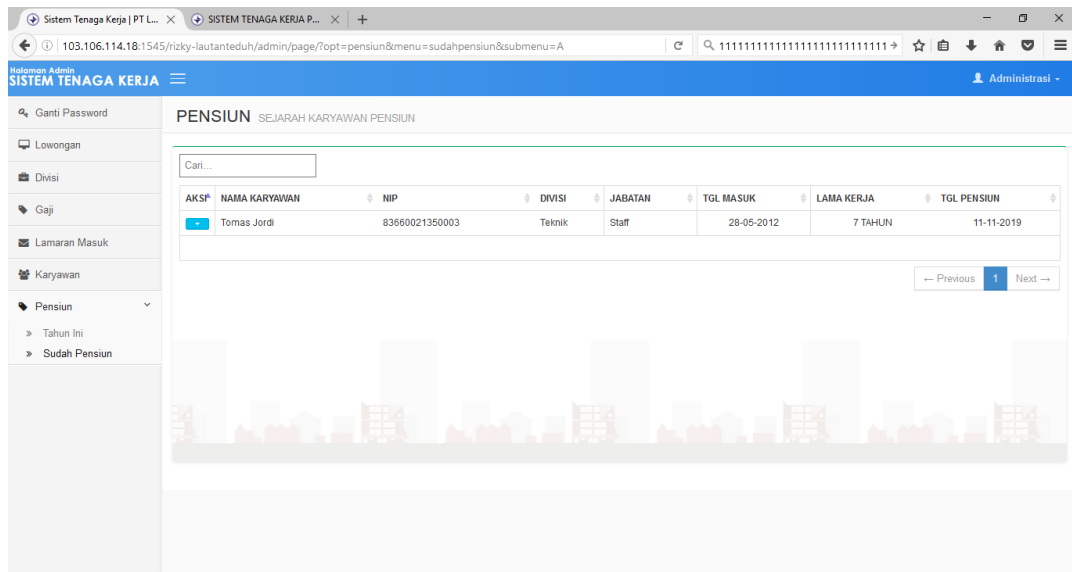 Sistem Tenaga Kerja | PT L... SISTEM TENAGA KERJA P...
103.106.114.18:1545/rizky-lautanteduh/admin/page/?opt=pensiun&menu=sudahpensiun&submenu=A
Halaman Admin
SISTEM TENAGA KERJA
Administrasi
Ganti Password
Lowongan
Divisi
Gaji
Lamaran Masuk
Karyawan
Pensiun
» Tahun Ini
» Sudah Pensiun
PENSIUN SEJARAH KARYAWAN PENSIUN
Cari...
AKSI NAMA KARYAWAN NIP DIVISI JABATAN TGL MASUK LAMA KERJA TGL PENSIUN
Tomas Jordi 83660021350003 Teknik Staff 28-05-2012 7 TAHUN 11-11-2019
← Previous 1 Next →